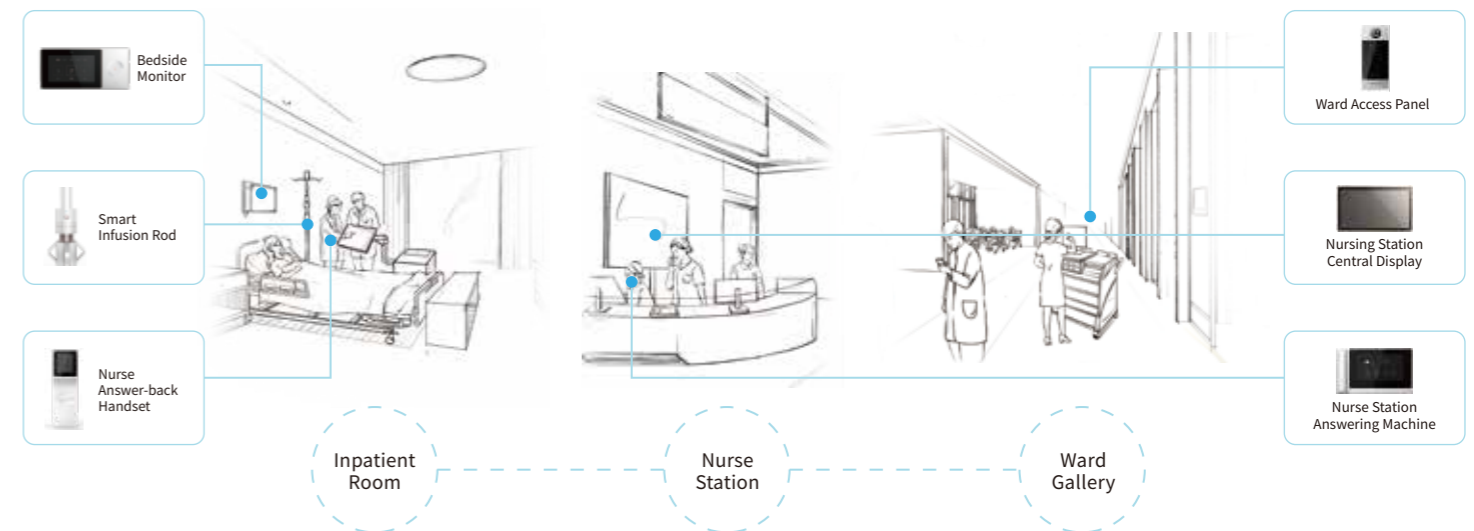 Bedside
Monitor
Smart
Infusion Rod
Nurse
Answer-back
Handset
Ward Access Panel
Nursing Station
Central Display
Nurse Station
Answering Machine
Inpatient
Room
Nurse
Station
Ward
Gallery